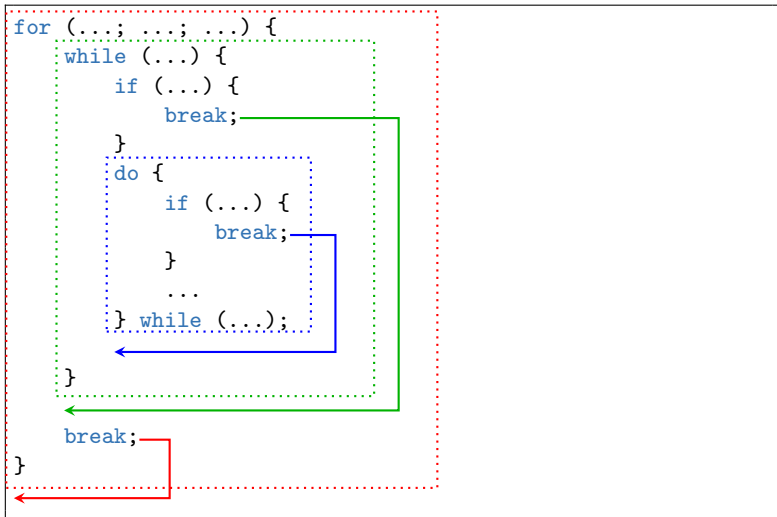 for (...; ...; ...) {
    while (...) {
        if (...) {
            break;
        }
        do {
            if (...) {
                break;
            }
            ...
        } while (...);
    }
    break;
}